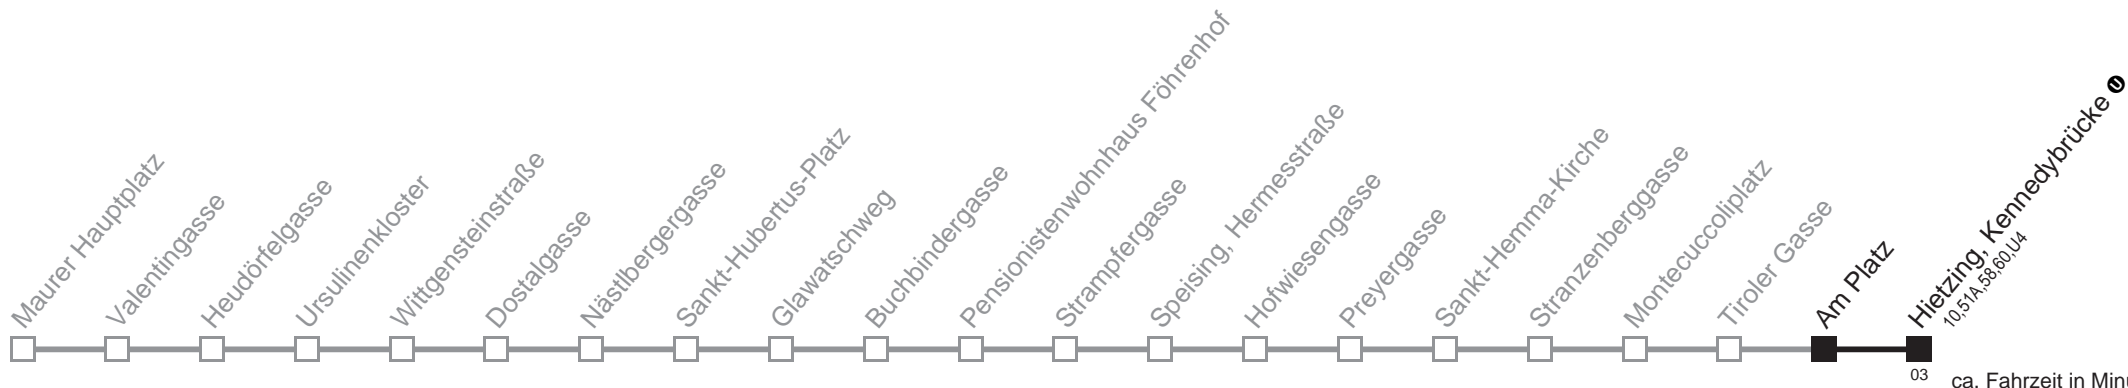 Maurer Hauptplatz
Valentingasse
Heudörfelgasse
Ursulinenkloster
Wittgensteinstraße
Dostalgasse
Nästlbergergasse
Sankt-Hubertus-Platz
Glawatschweg
Buchbindergasse
Pensionistenwohnhaus Föhrenhof
Strampfergasse
Speising, Hermesstraße
Hofwiesengasse
Preyergasse
Sankt-Hemma-Kirche
Stranzenberggasse
Montecuccoliplatz
Tiroler Gasse
Am Platz
Hietzing, Kennedybrücke U
10,51A,58,60,U4
03
ca. Fahrzeit in